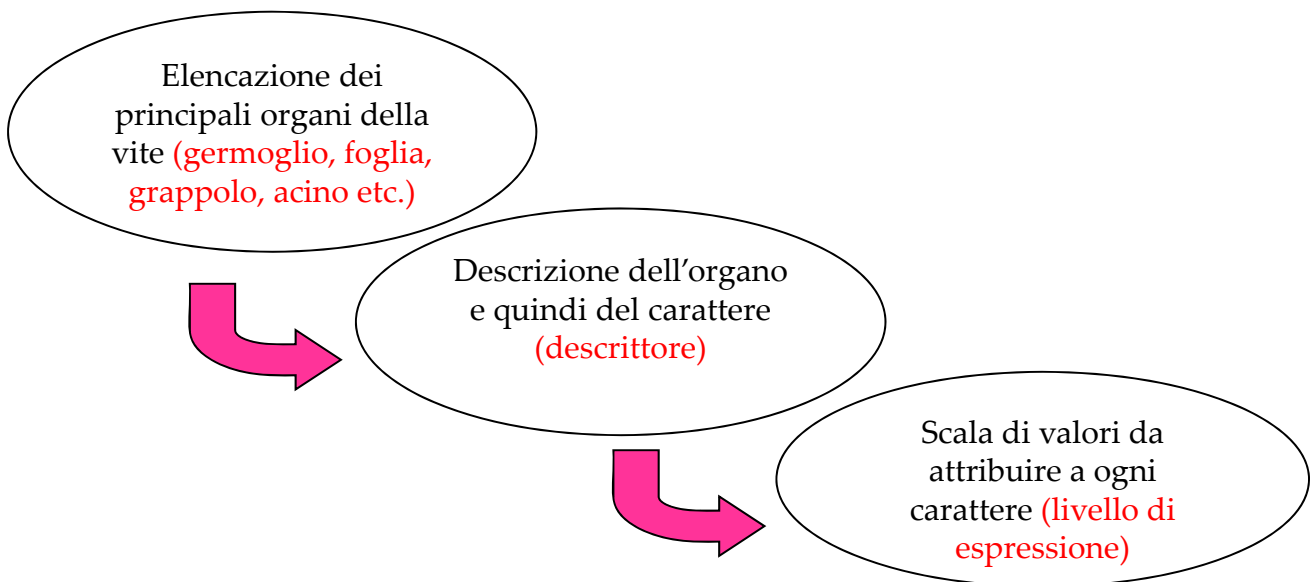 Elencazione dei
principali organi della
vite (germoglio, foglia,
grappolo, acino etc.)
Descrizione dell’organo
e quindi del carattere
(descrittore)
Scala di valori da
attribuire a ogni
carattere (livello di
espressione)